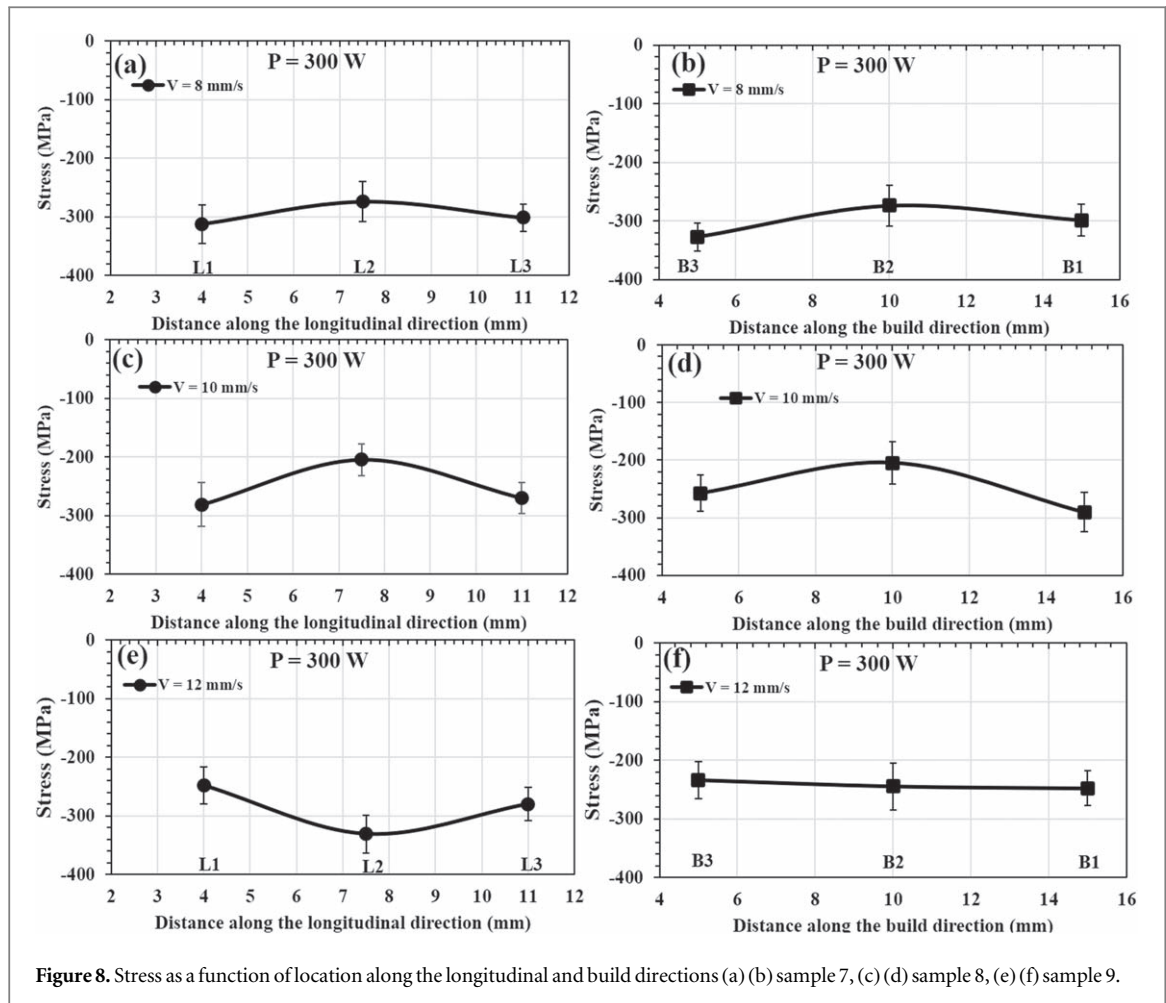 (a)
P = 300 W
V = 8 mm/s
Stress (MPa)
0
-100
-200
-300
-400
L1
L2
L3
2 3 4 5 6 7 8 9 10 11 12
Distance along the longitudinal direction (mm)
(b)
P = 300 W
V = 8 mm/s
Stress (MPa)
0
-100
-200
-300
-400
B3
B2
B1
4 6 8 10 12 14 16
Distance along the build direction (mm)
(c)
P = 300 W
V = 10 mm/s
Stress (MPa)
0
-100
-200
-300
-400
2 3 4 5 6 7 8 9 10 11 12
Distance along the longitudinal direction (mm)
(d)
P = 300 W
V = 10 mm/s
Stress (MPa)
0
-100
-200
-300
-400
4 6 8 10 12 14 16
Distance along the build direction (mm)
(e)
P = 300 W
V = 12 mm/s
Stress (MPa)
0
-100
-200
-300
-400
L1
L2
L3
2 3 4 5 6 7 8 9 10 11 12
Distance along the longitudinal direction (mm)
(f)
P = 300 W
V = 12 mm/s
Stress (MPa)
0
-100
-200
-300
-400
B3
B2
B1
4 6 8 10 12 14 16
Distance along the build direction (mm)
Figure 8. Stress as a function of location along the longitudinal and build directions (a) (b) sample 7, (c) (d) sample 8, (e) (f) sample 9.